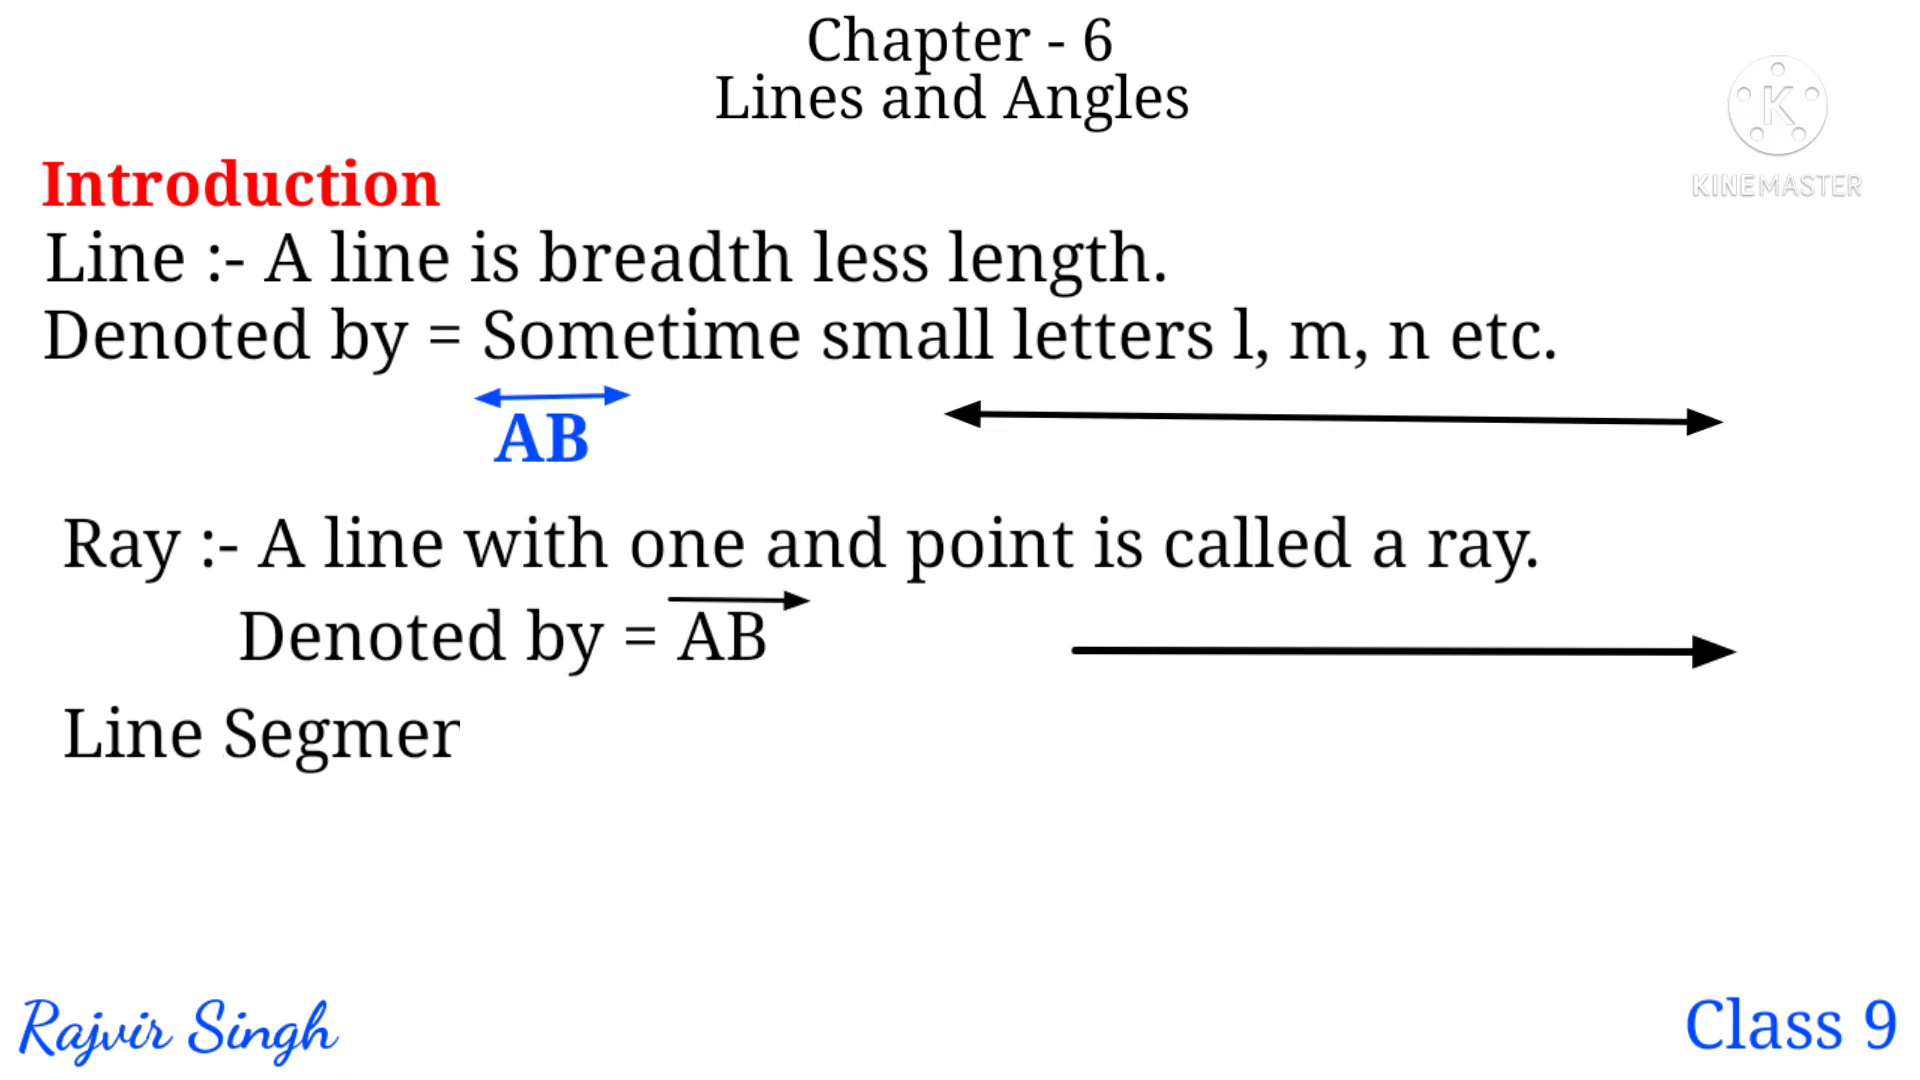 Chapter - 6
Lines and Angles
K
KINEMASTER
Introduction
Line :- A line is breadth less length.
Denoted by = Sometime small letters l, m, n etc.
AB
Ray :- A line with one and point is called a ray.
Denoted by = AB
Line Segmen
Rajvir Singh
Class 9